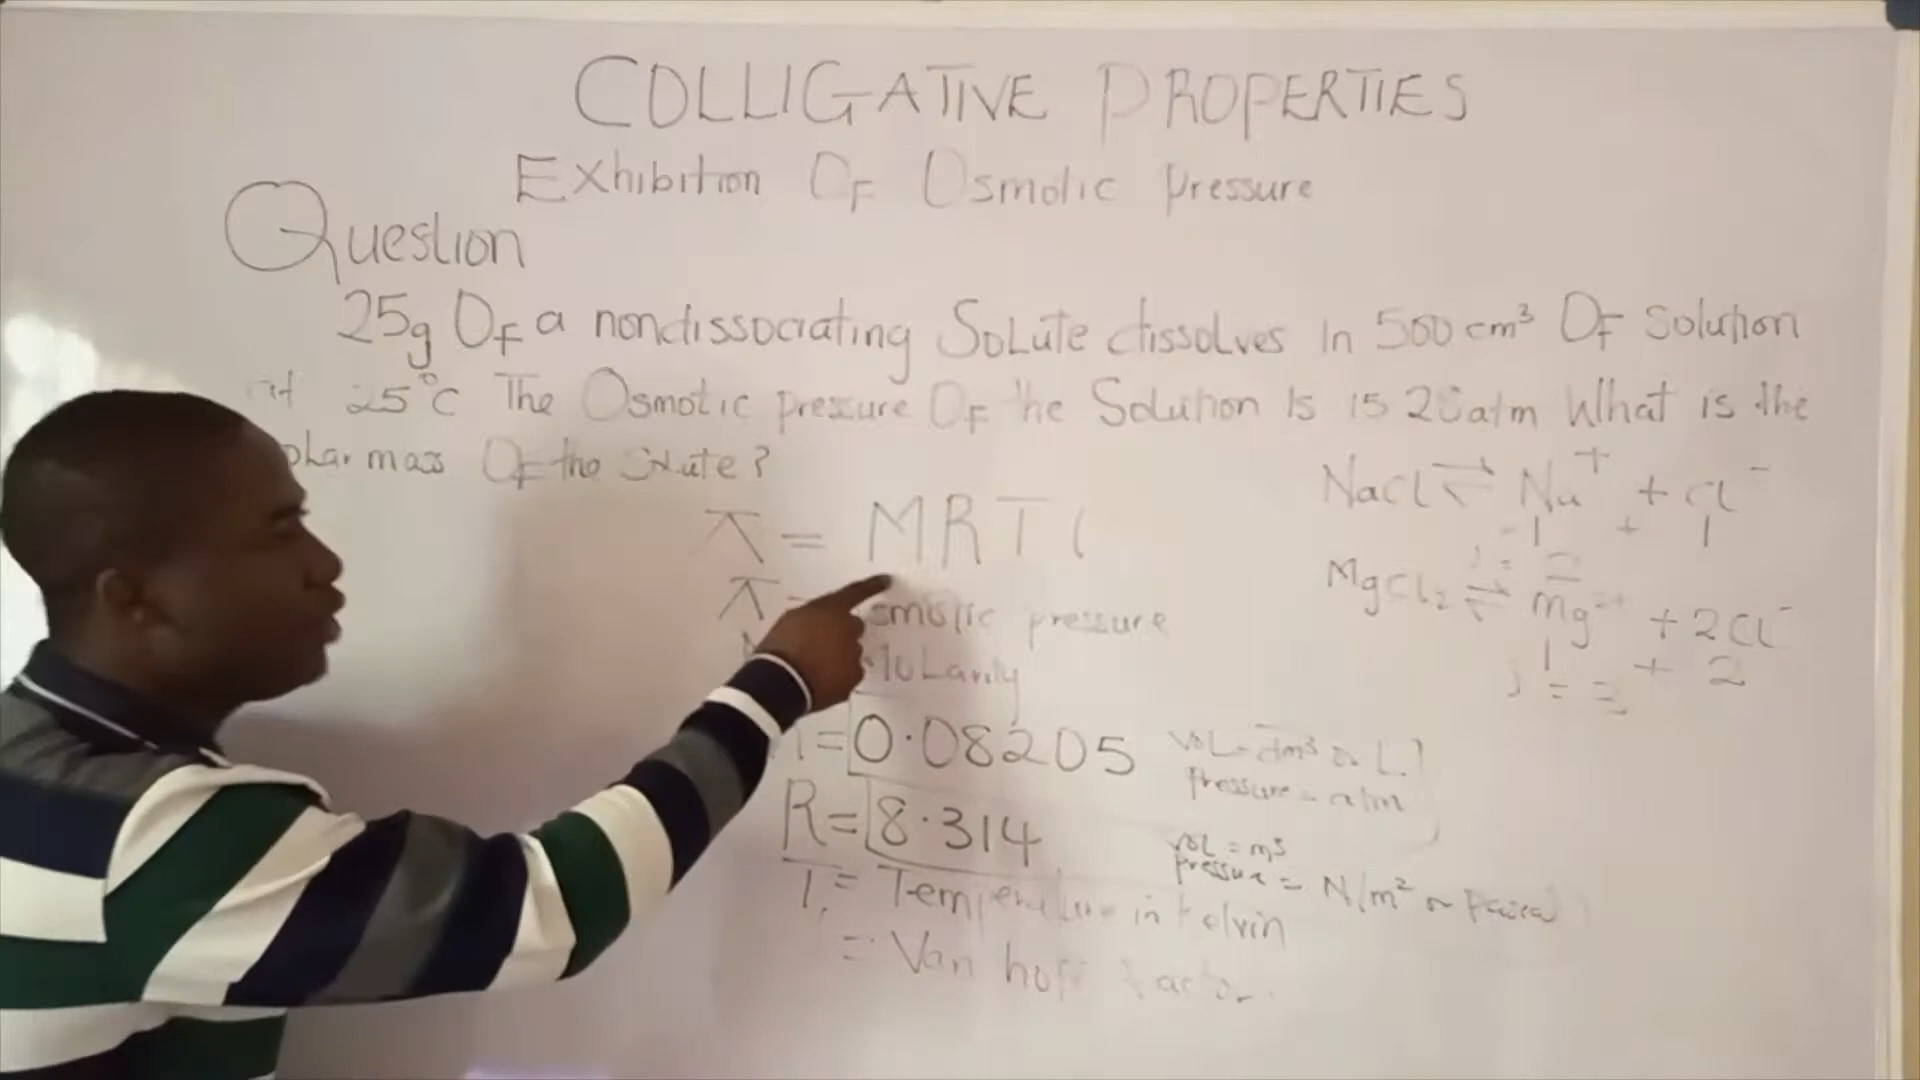 COLLIGATIVE PROPERTIES
Exhibition OF Osmotic pressure
Question
25g OF a nondissociating Solute dissolves in 500 cm³ OF solution
at 25°C The Osmotic pressure OF the Solution is 15.20atm What is the
olar mass OF the Solute?
π = MRT i
π = smotic pressure
Molarity
= 0.08205 Vol = dm³ or L
Pressure = atm
R = 8.314 Vol = m³
pressure = N/m² or Pascal
T = Temperature in Kelvin
= Van hoff factor
NaCl ⇌ Na⁺ + Cl⁻
= 1 + 1
i = 2
MgCl₂ ⇌ Mg²⁺ + 2Cl⁻
1 + 2
i = 3